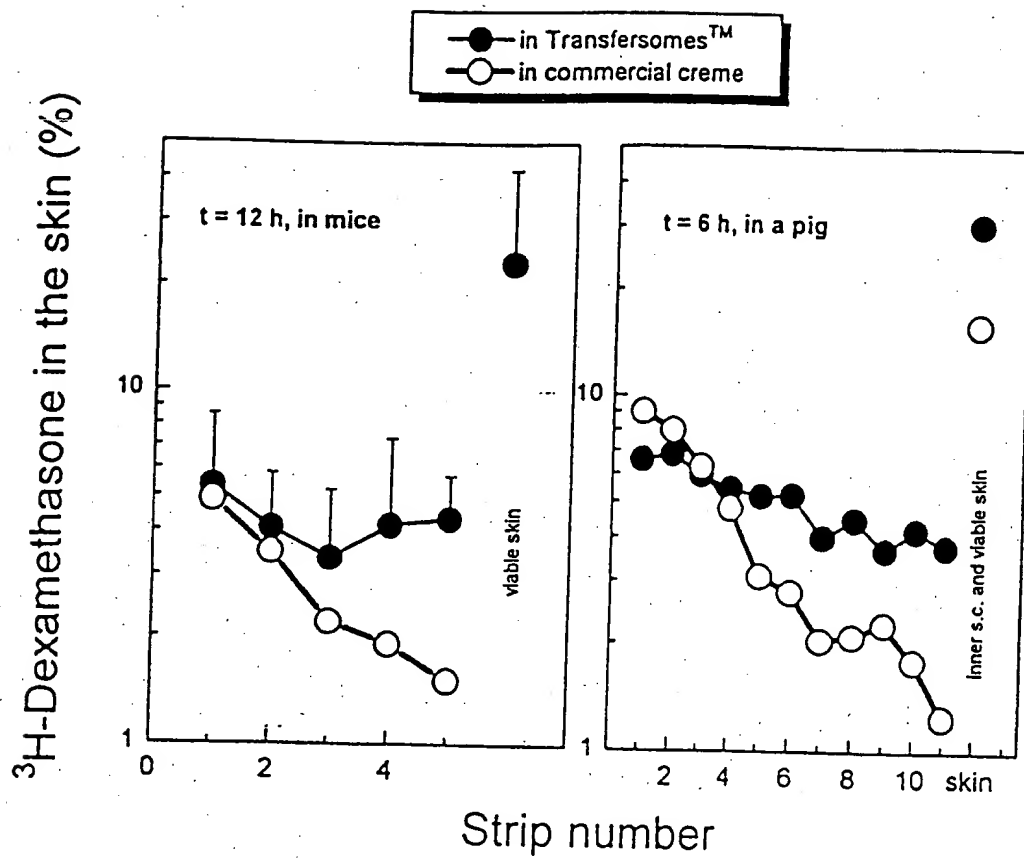 in Transfersomes™
in commercial creme
³H-Dexamethasone in the skin (%)
t = 12 h, in mice
t = 6 h, in a pig
10
1
viable skin
0 2 4
10
1
Inner s.c. and viable skin
2 4 6 8 10 skin
Strip number